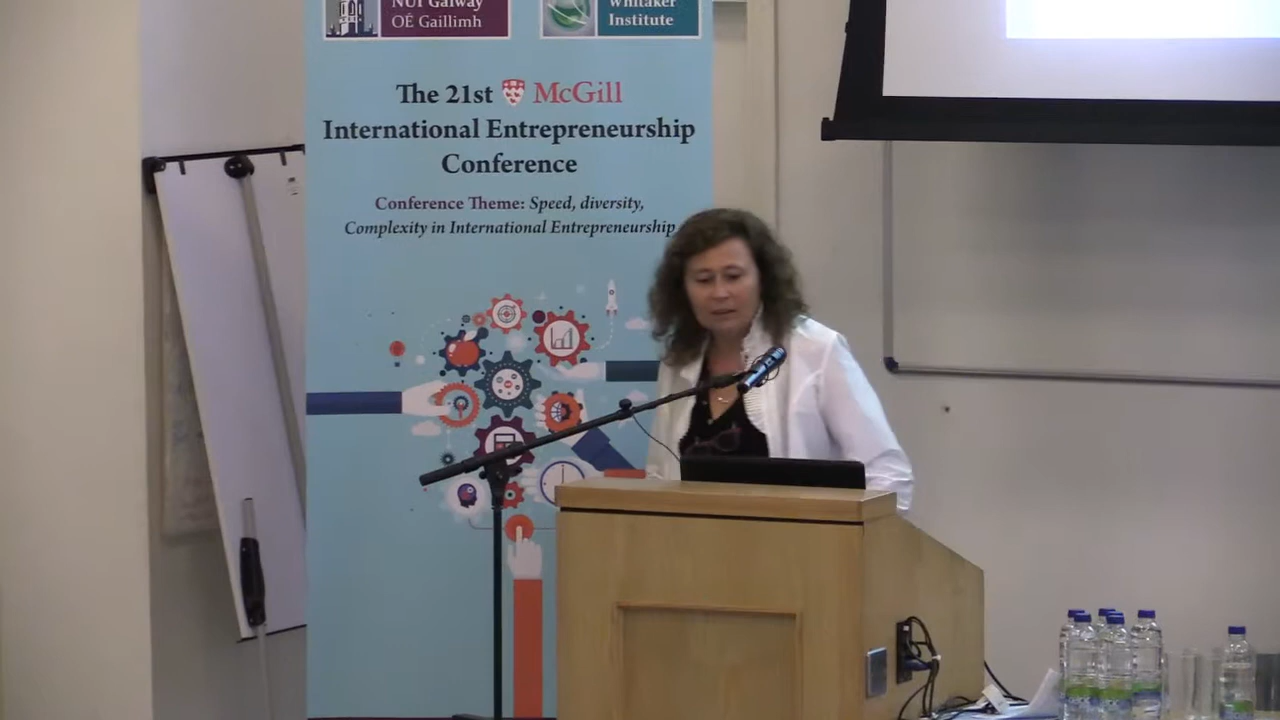 NUI Galway
OÉ Gaillimh
Whitaker
Institute
The 21st McGill
International Entrepreneurship
Conference
Conference Theme: Speed, diversity,
Complexity in International Entrepreneurship